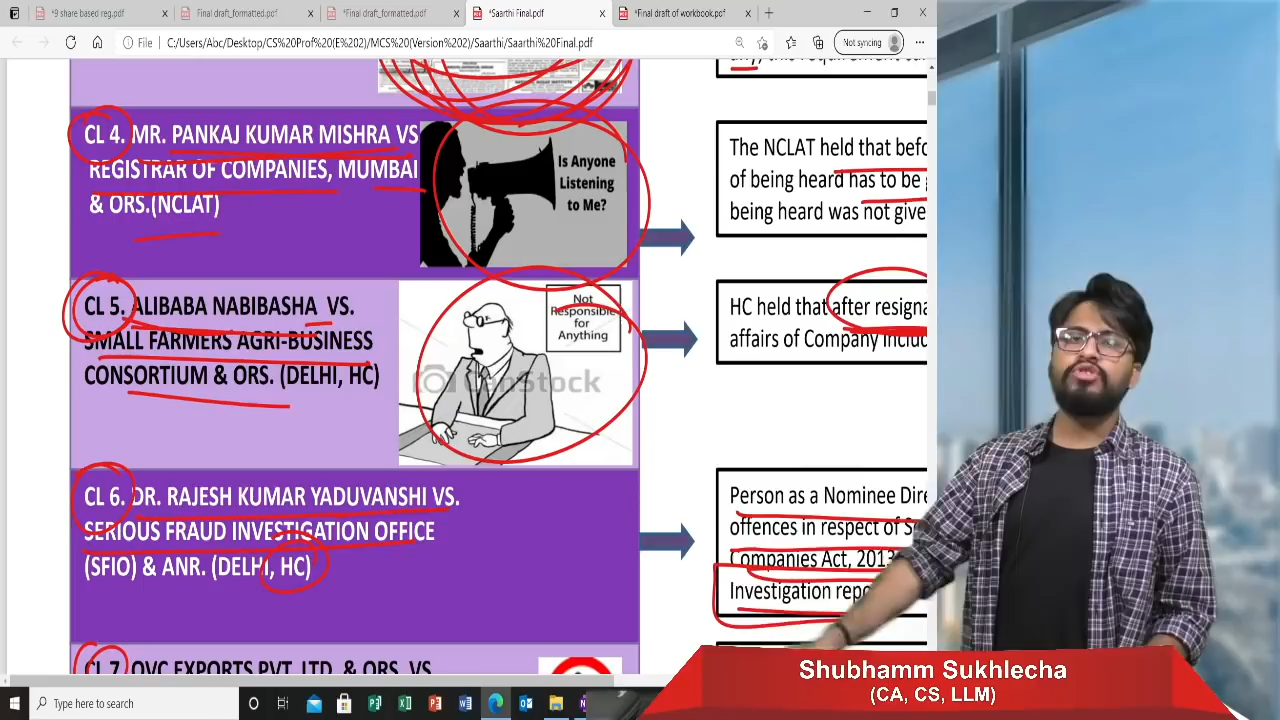 *9 share based reg.pdf
Final draft_formatted.pdf
*Final draft_formatted.pdf
*Saarthi Final.pdf
*Final draft of workbook.pdf
File
C:/Users/Abc/Desktop/CS%20Prof(E%202)/MCS%20(Version%202)/Saarthi/Saarthi%20Final.pdf
Not syncing
CL 4. MR. PANKAJ KUMAR MISHRA VS
REGISTRAR OF COMPANIES, MUMBAI
& ORS.(NCLAT)
Is Anyone
Listening
to Me?
The NCLAT held that befo
of being heard has to be
being heard was not give
CL 5. ALIBABA NABIBASHA VS.
SMALL FARMERS AGRI-BUSINESS
CONSORTIUM & ORS. (DELHI, HC)
Not
Responsible
for
Anything
CanStock
HC held that after resigna
affairs of Company includ
CL 6. DR. RAJESH KUMAR YADUVANSHI VS.
SERIOUS FRAUD INVESTIGATION OFFICE
(SFIO) & ANR. (DELHI, HC)
Person as a Nominee Dire
offences in respect of S
Companies Act, 2013
Investigation repo
CL 7 OVC EXPORTS PVT. LTD. & ORS. VS
Shubhamm Sukhlecha
(CA, CS, LLM)
Type here to search